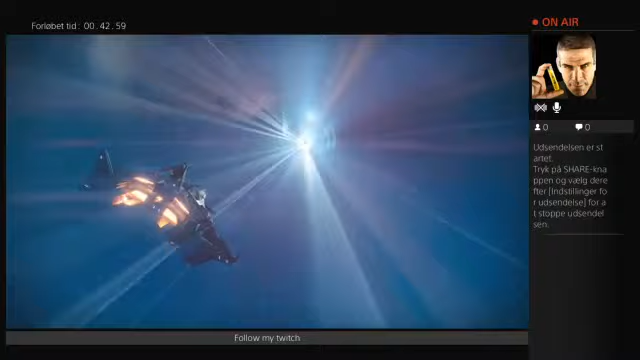 Forløbet tid: 00.42.59
ON AIR
0 0
Udsendelsen er st
artet.
Tryk på SHARE-kna
ppen og vælg dere
fter [Indstillinger fo
r udsendelse] for a
t stoppe udsendel
sen.
Follow my twitch